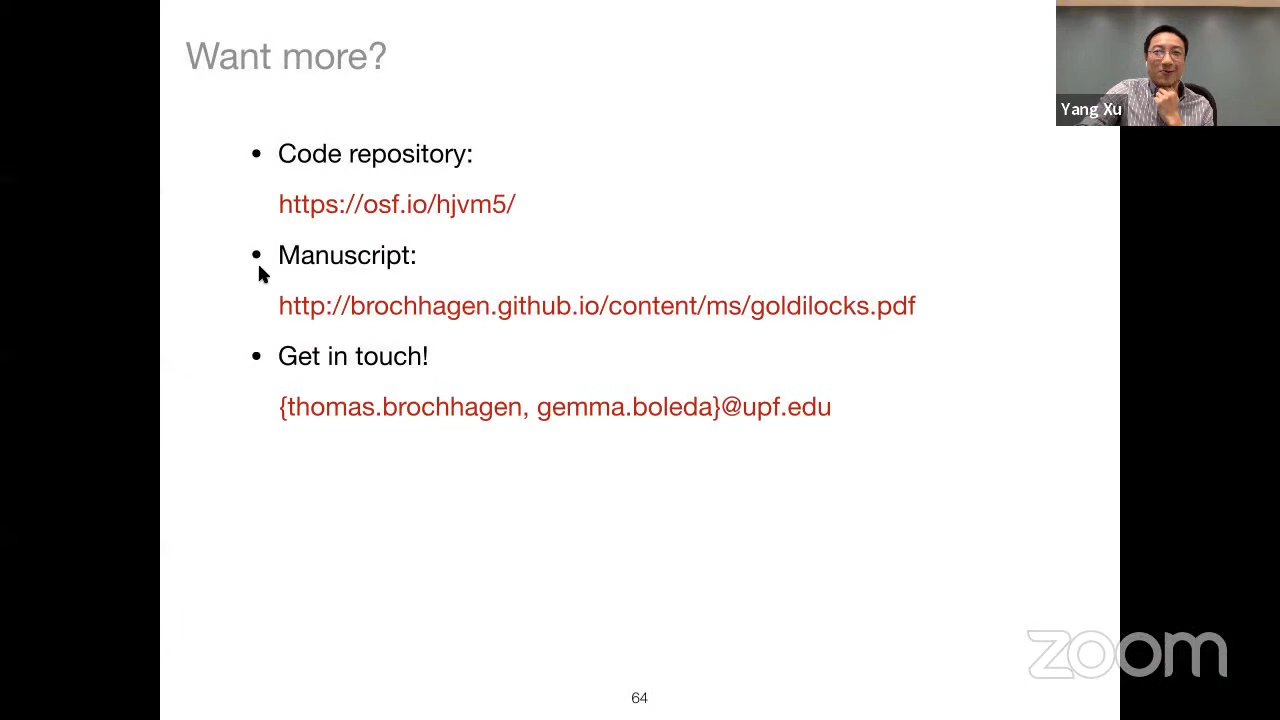 Want more?
Yang Xu
• Code repository:
https://osf.io/hjvm5/
• Manuscript:
http://brochhagen.github.io/content/ms/goldilocks.pdf
• Get in touch!
{thomas.brochhagen, gemma.boleda}@upf.edu
zoom
64